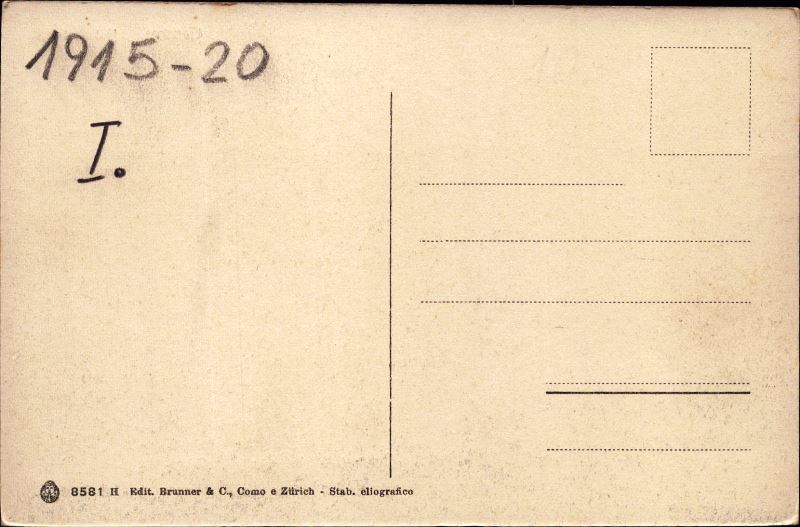 1915-20
I.
8581 H Edit. Brunner & C., Como e Zürich - Stab. eliografico